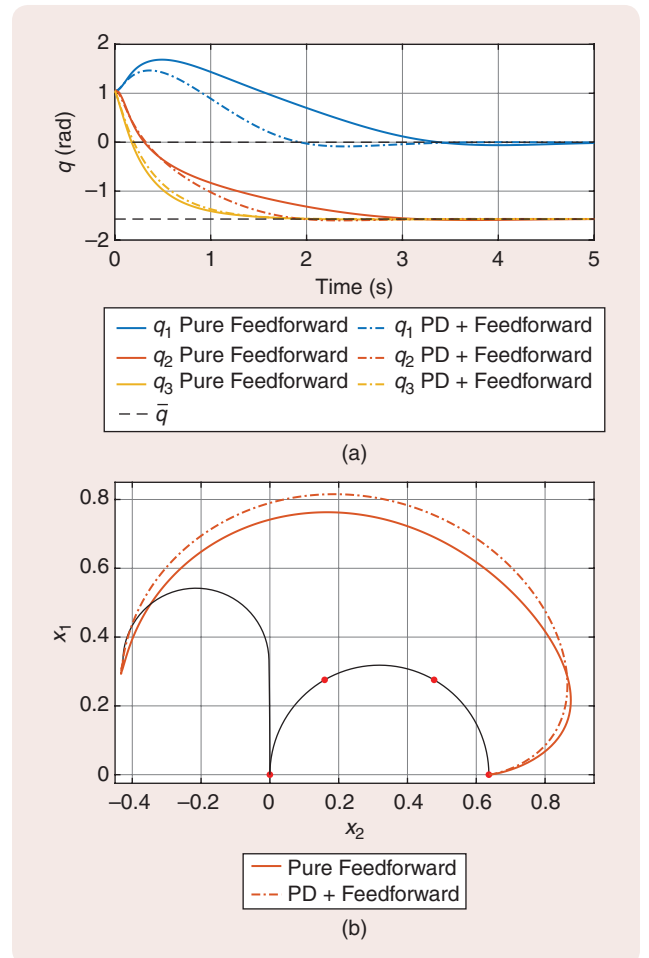 2
1
0
−1
−2
q (rad)
0 1 2 3 4 5
Time (s)
q1 Pure Feedforward q1 PD + Feedforward
q2 Pure Feedforward q2 PD + Feedforward
q3 Pure Feedforward q3 PD + Feedforward
q̅
(a)
0.8
0.6
0.4
0.2
0
x1
−0.4 −0.2 0 0.2 0.4 0.6 0.8
x2
Pure Feedforward
PD + Feedforward
(b)